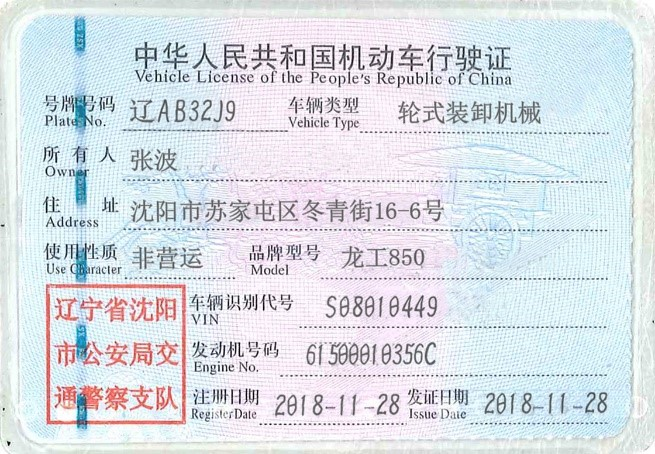 中华人民共和国机动车行驶证
Vehicle License of the People's Republic of China
号牌号码 辽AB32J9 车辆类型 轮式装卸机械
Plate No. Vehicle Type
所有人 张波
Owner
住址 沈阳市苏家屯区冬青街16-6号
Address
使用性质 非营运 品牌型号 龙工850
Use Character Model
辽宁省沈阳
市公安局交
通警察支队
车辆识别代号 S08010449
VIN
发动机号码 61500010356C
Engine No.
注册日期 2018-11-28 发证日期 2018-11-28
Register Date Issue Date